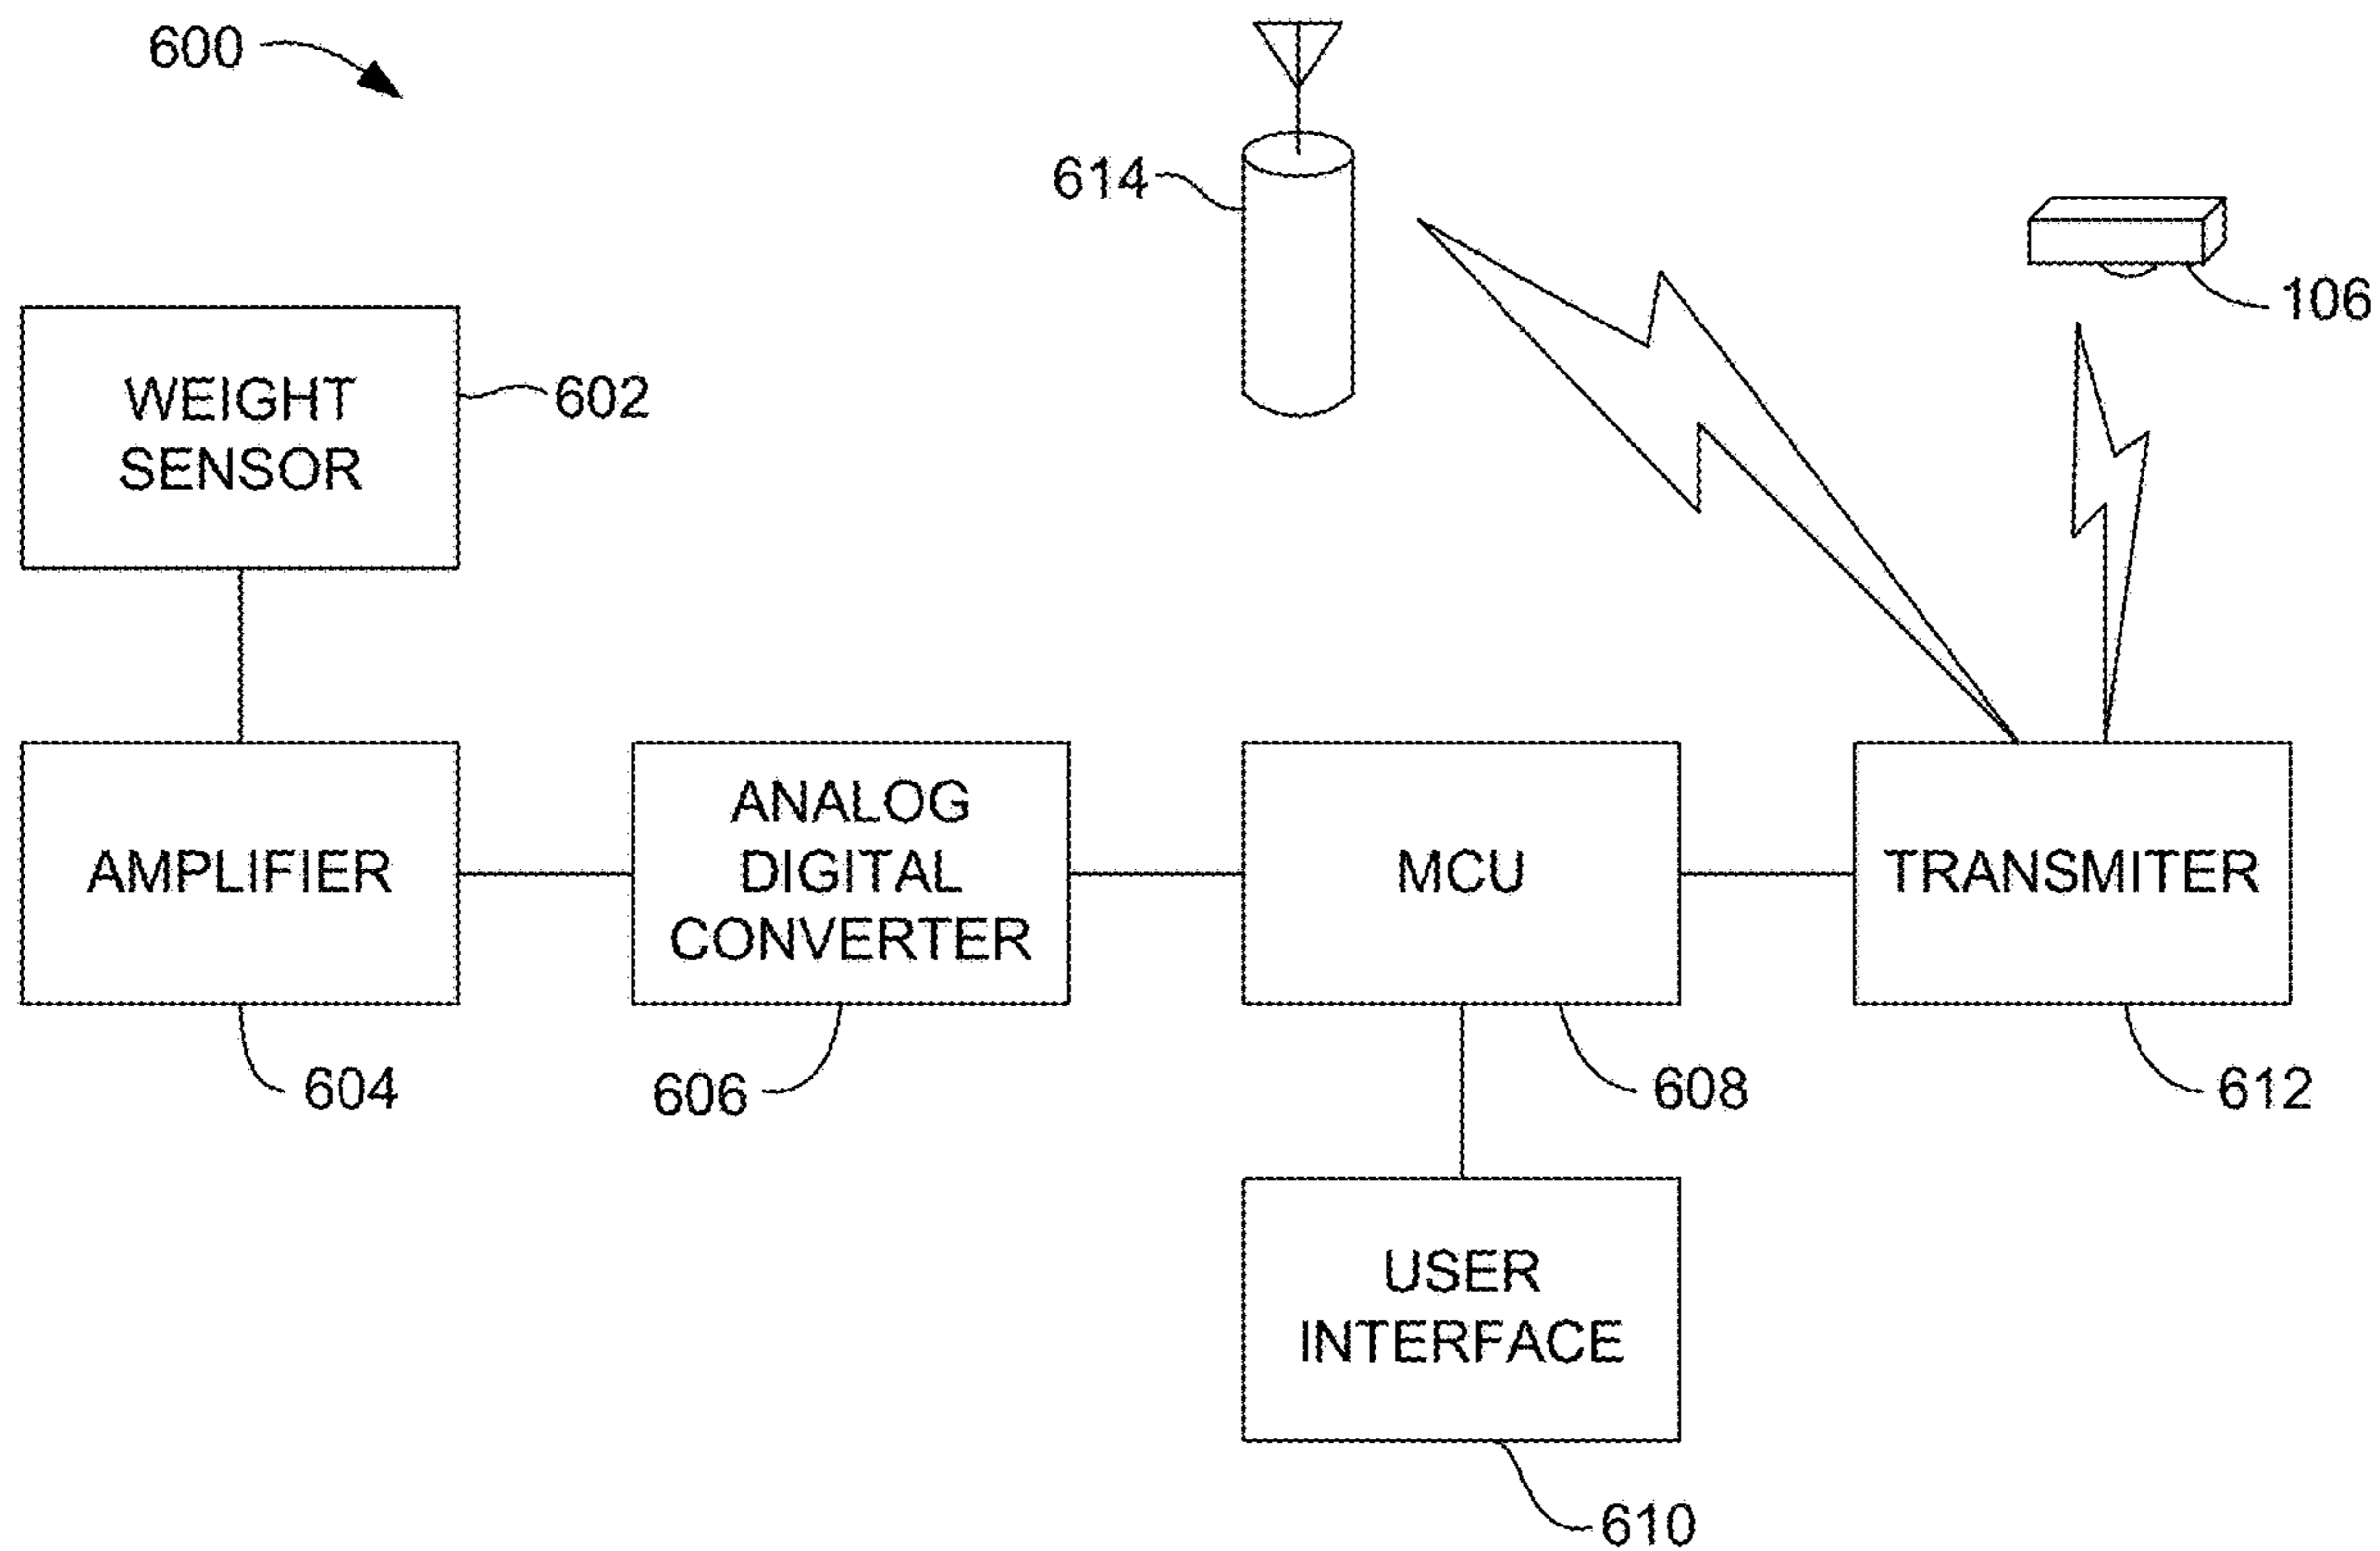 600
614
106
WEIGHT
SENSOR
602
AMPLIFIER
ANALOG
DIGITAL
CONVERTER
MCU
TRANSMITER
604
606
608
612
USER
INTERFACE
610